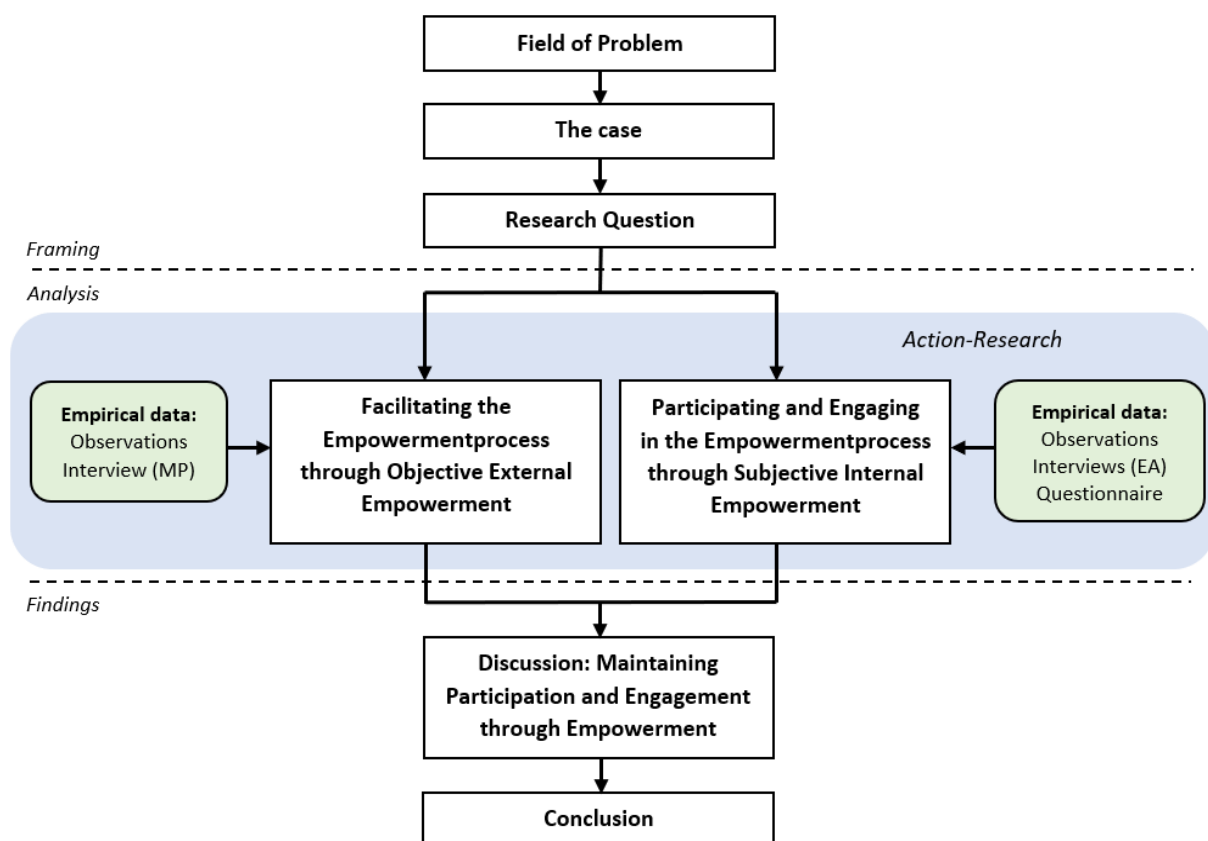 Field of Problem
The case
Research Question
Framing
Analysis
Action-Research
Empirical data:
Observations
Interview (MP)
Facilitating the
Empowermentprocess
through Objective External
Empowerment
Participating and Engaging
in the Empowermentprocess
through Subjective Internal
Empowerment
Empirical data:
Observations
Interviews (EA)
Questionnaire
Findings
Discussion: Maintaining
Participation and Engagement
through Empowerment
Conclusion